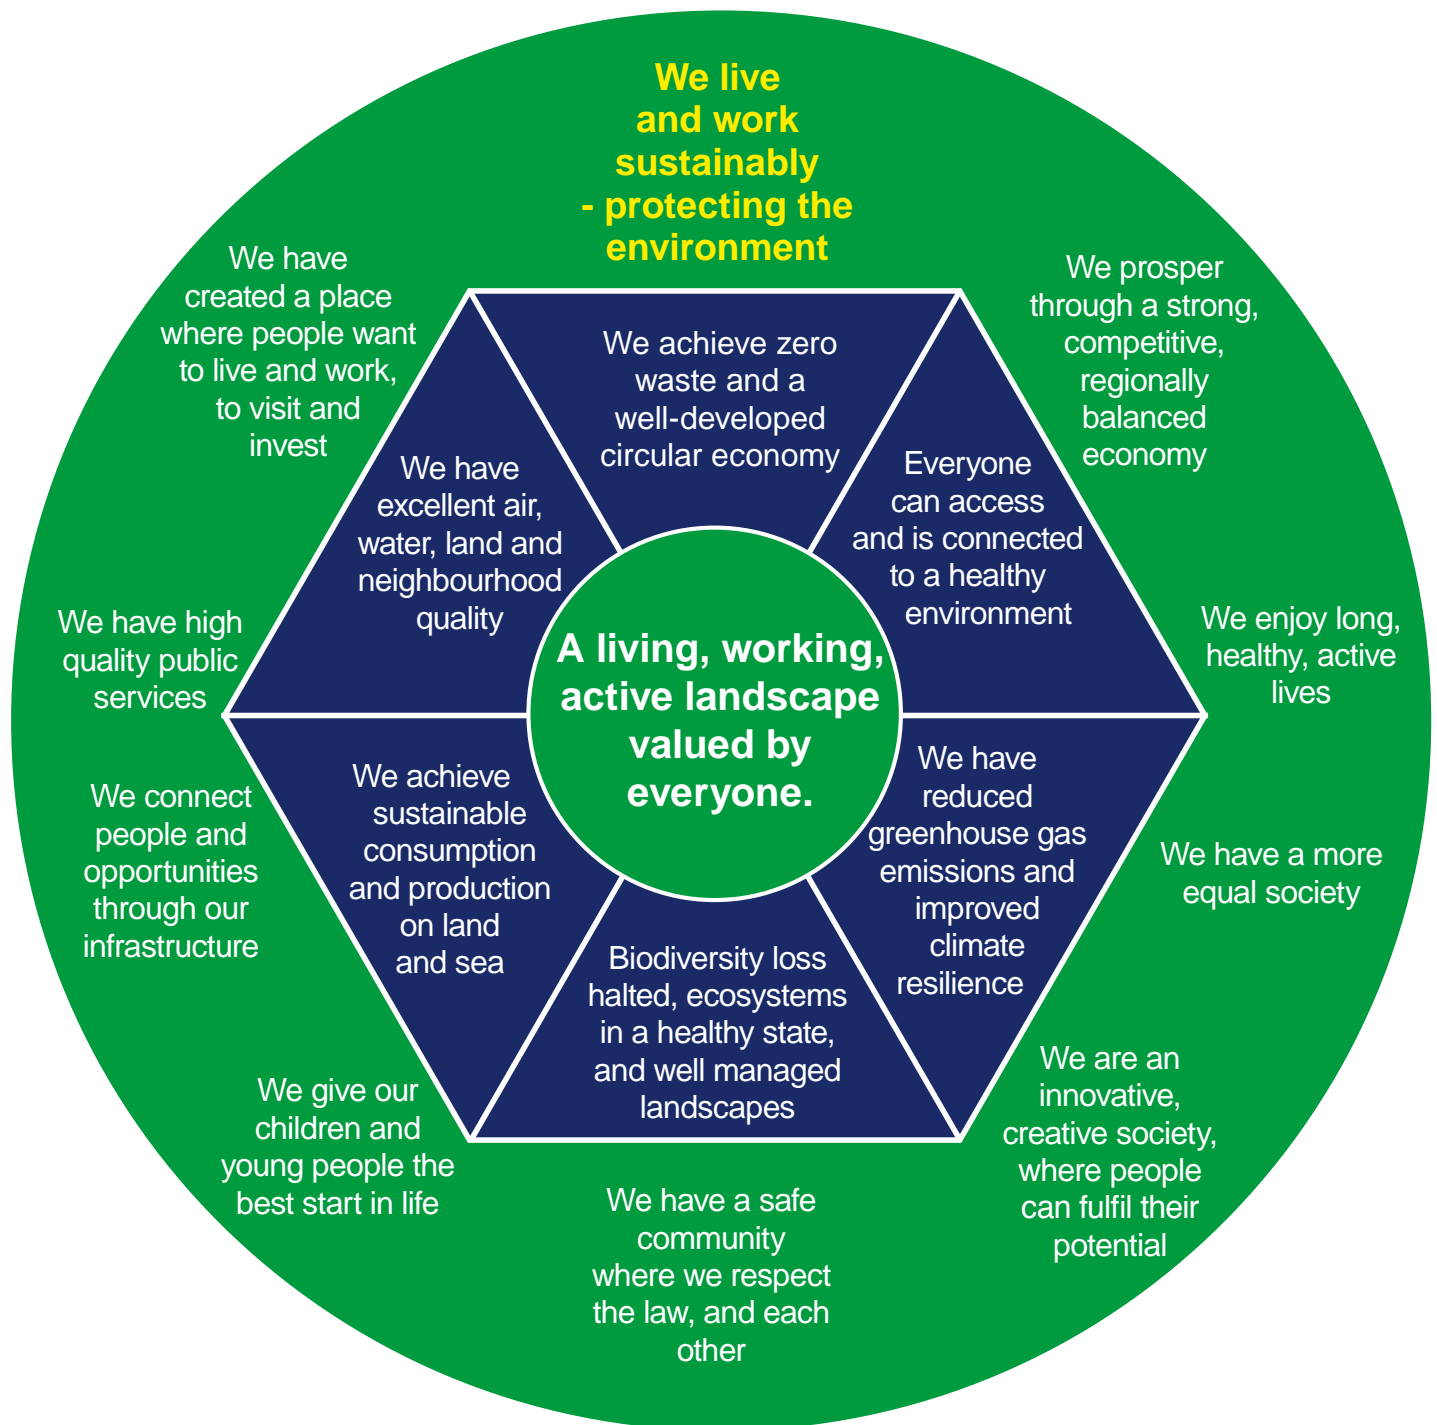 We live
and work
sustainably
- protecting the
environment
We prosper
through a strong,
competitive,
regionally
balanced
economy
We enjoy long,
healthy, active
lives
We have a more
equal society
We are an
innovative,
creative society,
where people
can fulfil their
potential
We have a safe
community
where we respect
the law, and each
other
We give our
children and
young people the
best start in life
We connect
people and
opportunities
through our
infrastructure
We have high
quality public
services
We have
created a place
where people want
to live and work,
to visit and
invest
We achieve zero
waste and a
well-developed
circular economy
Everyone
can access
and is connected
to a healthy
environment
We have
reduced
greenhouse gas
emissions and
improved
climate
resilience
Biodiversity loss
halted, ecosystems
in a healthy state,
and well managed
landscapes
We achieve
sustainable
consumption
and production
on land
and sea
We have
excellent air,
water, land and
neighbourhood
quality
A living, working,
active landscape
valued by
everyone.